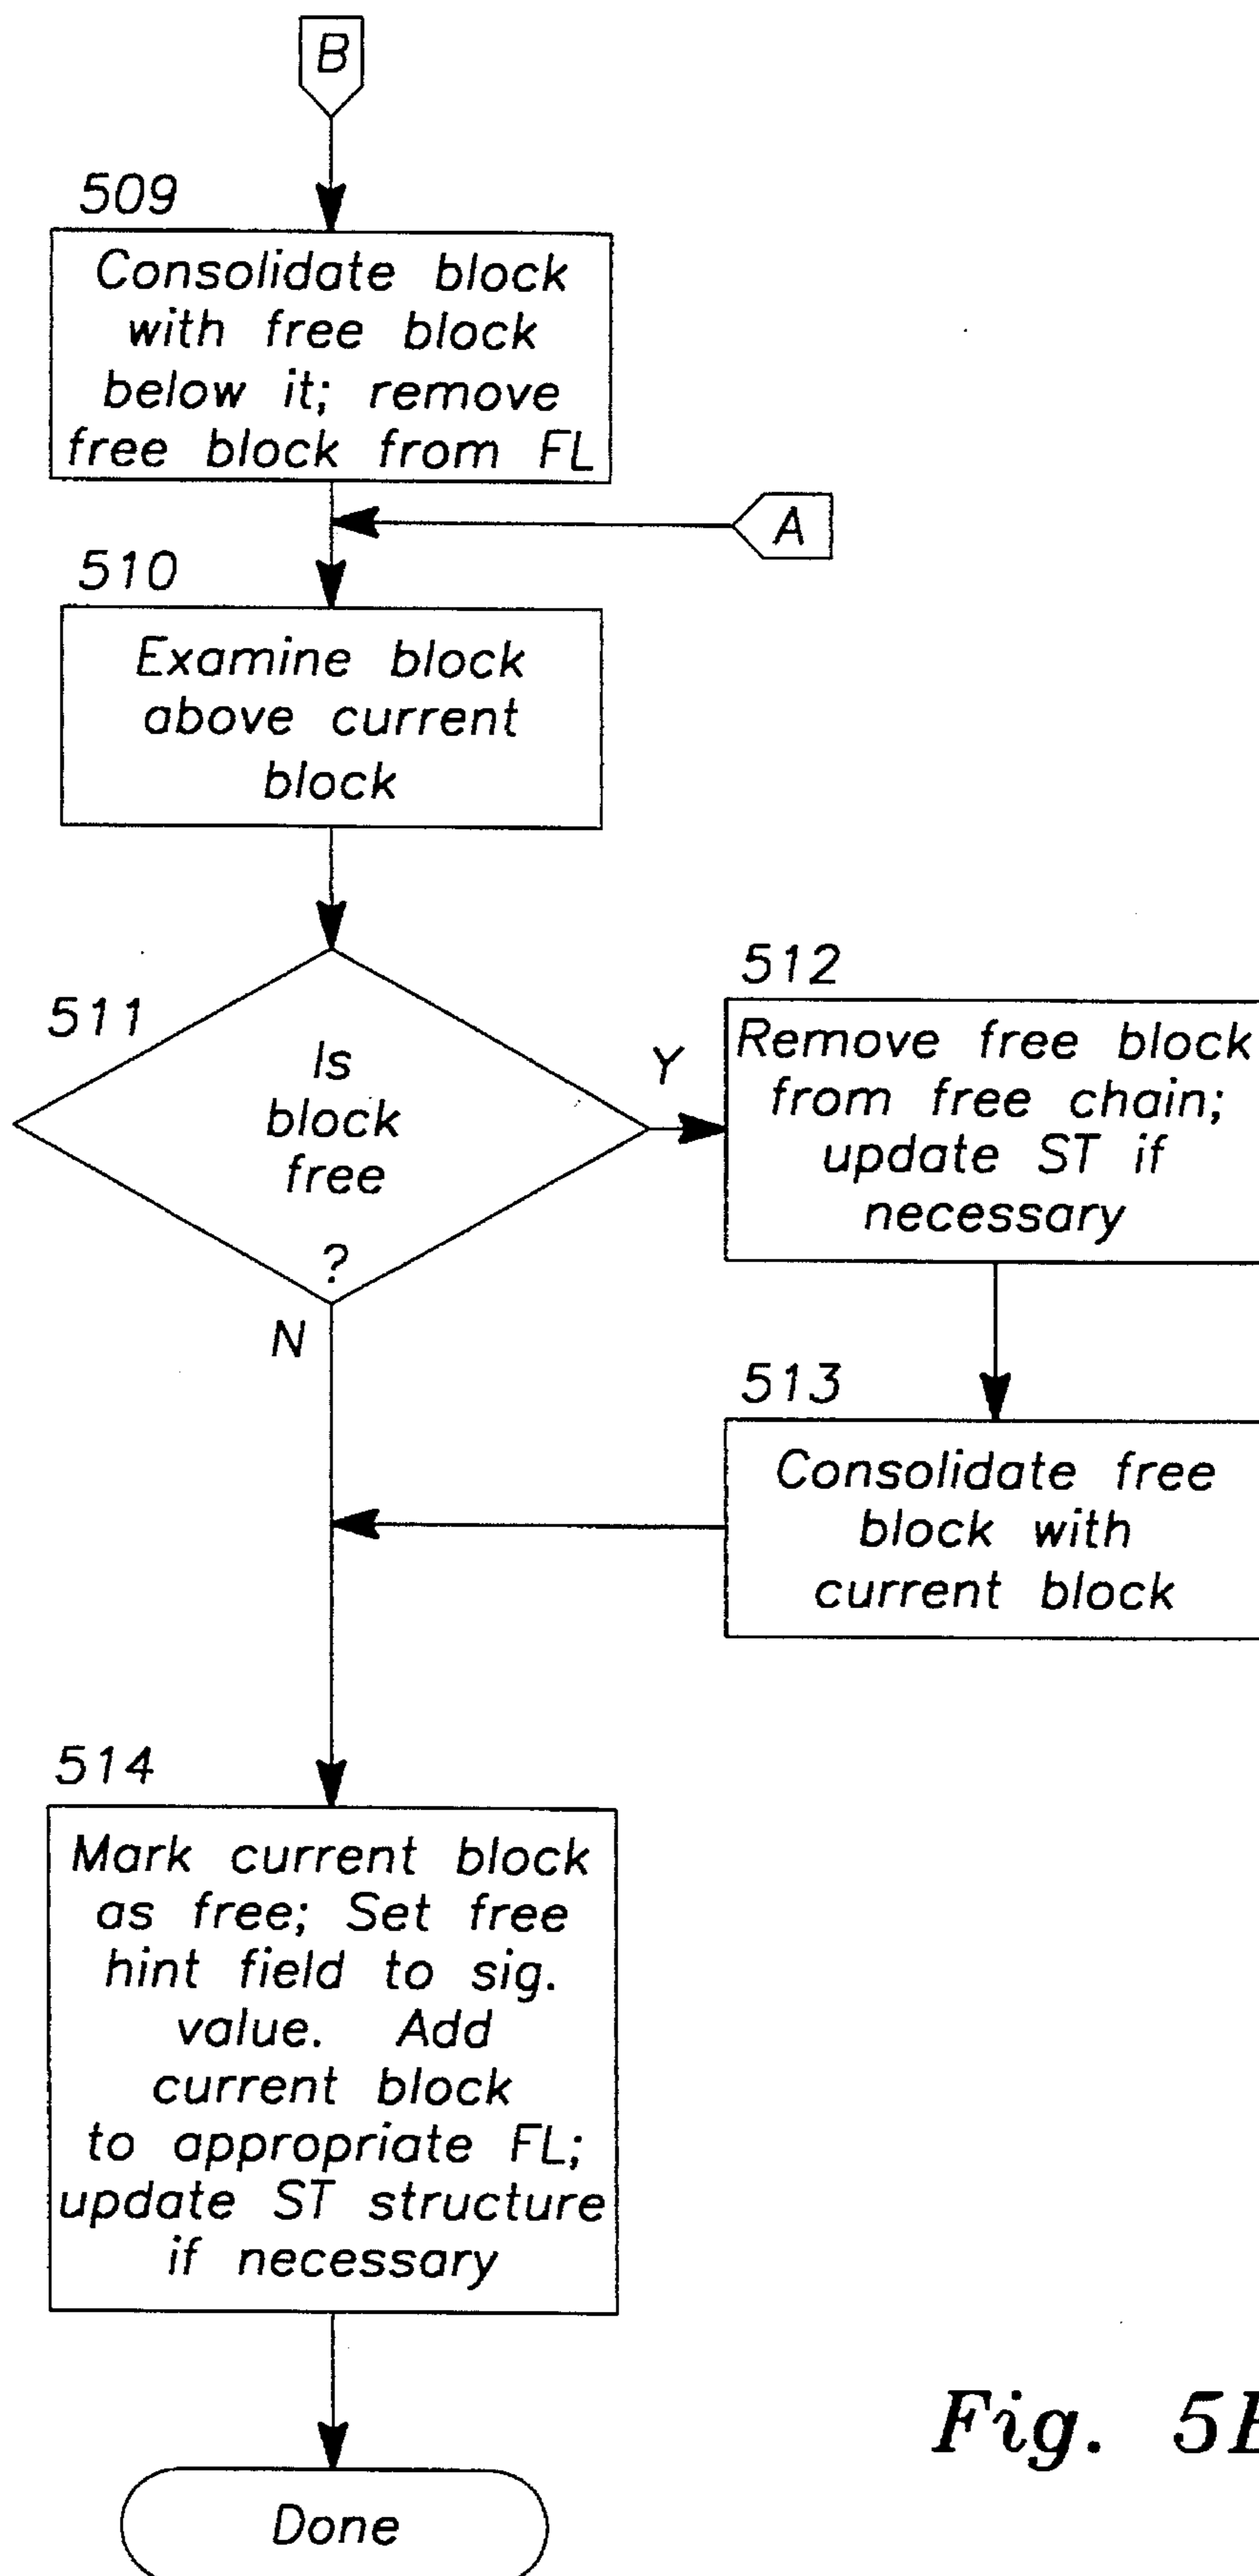 B
509
Consolidate block
with free block
below it; remove
free block from FL
A
510
Examine block
above current
block
511
Is
block
free
?
Y
N
512
Remove free block
from free chain;
update ST if
necessary
513
Consolidate free
block with
current block
514
Mark current block
as free; Set free
hint field to sig.
value. Add
current block
to appropriate FL;
update ST structure
if necessary
Done
Fig.